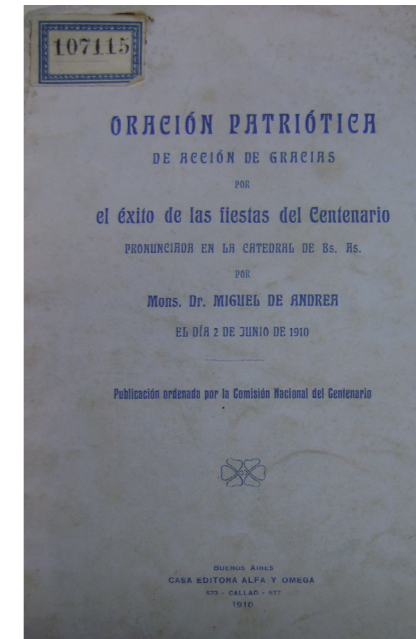 107115
ORACIÓN PATRIÓTICA
DE ACCIÓN DE GRACIAS
POR
el éxito de las fiestas del Centenario
PRONUNCIADA EN LA CATEDRAL DE Bs. As.
POR
Mons. Dr. MIGUEL DE ANDREA
EL DÍA 2 DE JUNIO DE 1910
Publicación ordenada por la Comisión Nacional del Centenario
BUENOS AIRES
CASA EDITORA ALFA Y OMEGA
573 - CALLAO - 577
1910